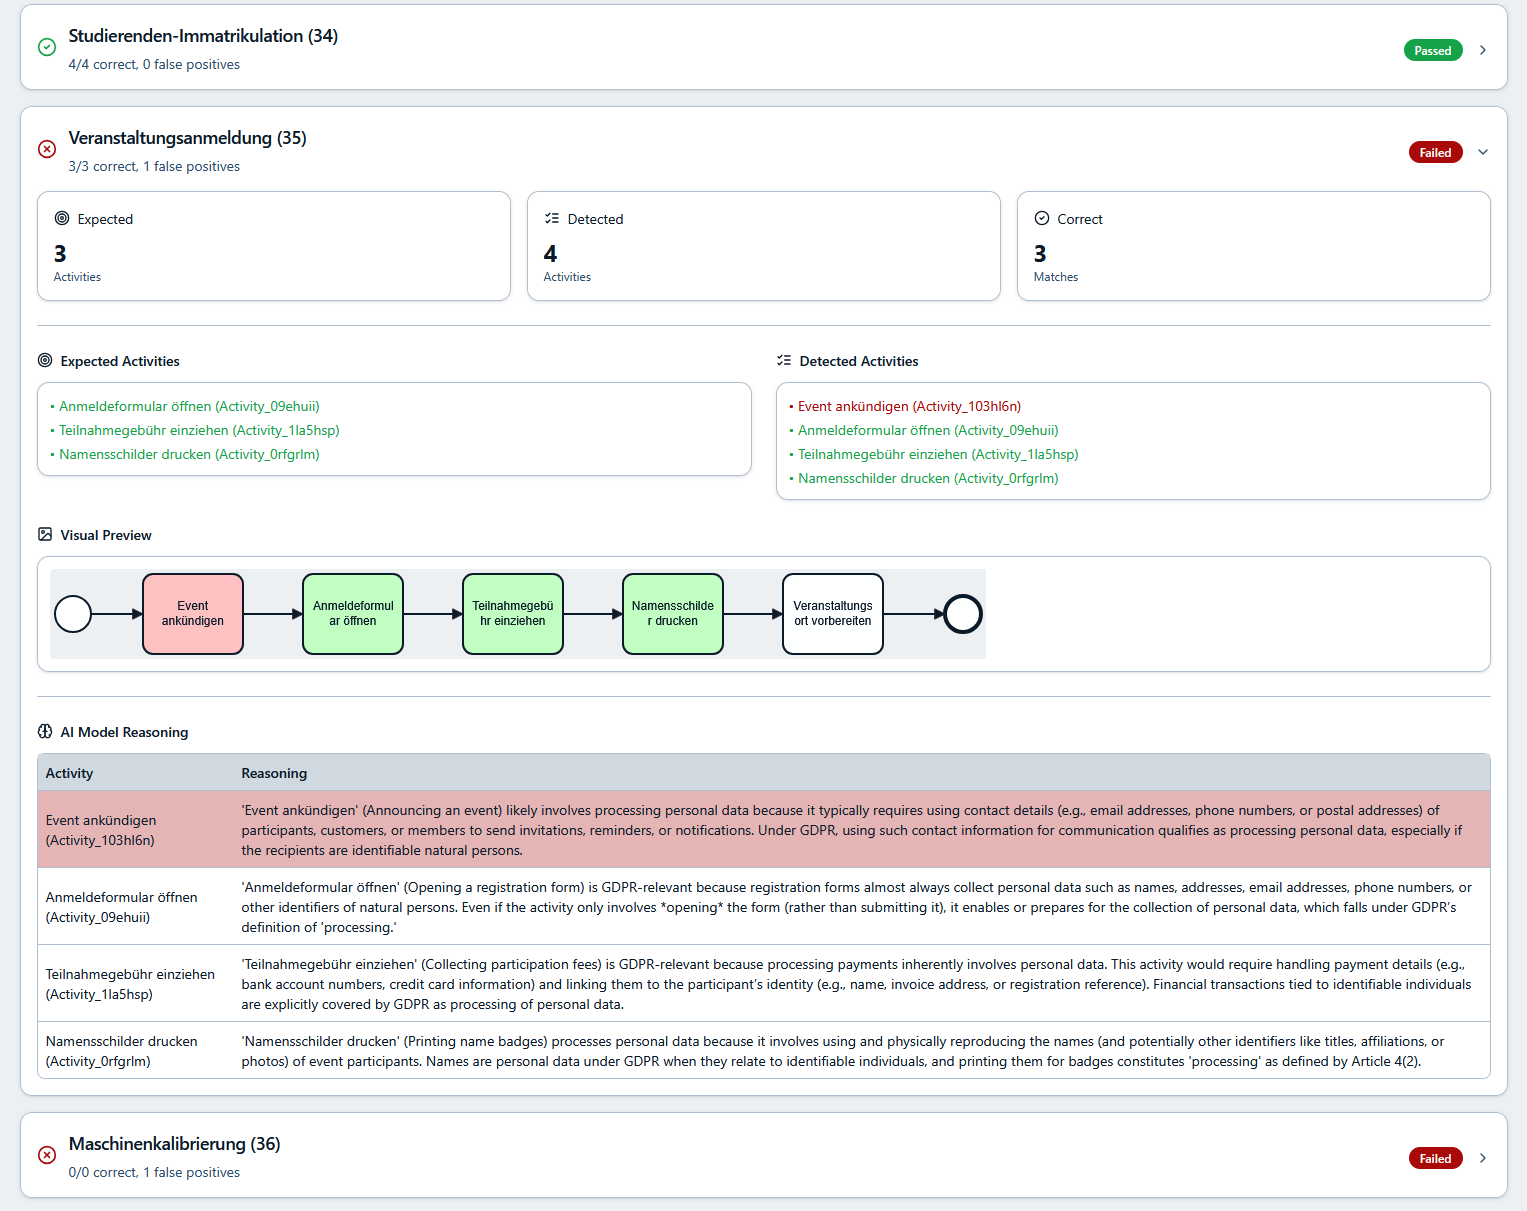 Studierenden-Immatrikulation (34)
4/4 correct, 0 false positives
Passed
Veranstaltungsanmeldung (35)
3/3 correct, 1 false positives
Failed
Expected
3
Activities
Detected
4
Activities
Correct
3
Matches
Expected Activities
• Anmeldeformular öffnen (Activity_09ehuii)
• Teilnahmegebühr einziehen (Activity_1la5hsp)
• Namensschilder drucken (Activity_0rfgrlm)
Detected Activities
• Event ankündigen (Activity_103hl6n)
• Anmeldeformular öffnen (Activity_09ehuii)
• Teilnahmegebühr einziehen (Activity_1la5hsp)
• Namensschilder drucken (Activity_0rfgrlm)
Visual Preview
Event
ankündigen
Anmeldeformul
ar öffnen
Teilnahmegebü
hr einziehen
Namensschilde
r drucken
Veranstaltungs
ort vorbereiten
AI Model Reasoning
Activity
Reasoning
Event ankündigen
(Activity_103hl6n)
'Event ankündigen' (Announcing an event) likely involves processing personal data because it typically requires using contact details (e.g., email addresses, phone numbers, or postal addresses) of
participants, customers, or members to send invitations, reminders, or notifications. Under GDPR, using such contact information for communication qualifies as processing personal data, especially if
the recipients are identifiable natural persons.
Anmeldeformular öffnen
(Activity_09ehuii)
'Anmeldeformular öffnen' (Opening a registration form) is GDPR-relevant because registration forms almost always collect personal data such as names, addresses, email addresses, phone numbers, or
other identifiers of natural persons. Even if the activity only involves *opening* the form (rather than submitting it), it enables or prepares for the collection of personal data, which falls under GDPR's
definition of 'processing.'
Teilnahmegebühr einziehen
(Activity_1la5hsp)
'Teilnahmegebühr einziehen' (Collecting participation fees) is GDPR-relevant because processing payments inherently involves personal data. This activity would require handling payment details (e.g.,
bank account numbers, credit card information) and linking them to the participant's identity (e.g., name, invoice address, or registration reference). Financial transactions tied to identifiable individuals
are explicitly covered by GDPR as processing of personal data.
Namensschilder drucken
(Activity_0rfgrlm)
'Namensschilder drucken' (Printing name badges) processes personal data because it involves using and physically reproducing the names (and potentially other identifiers like titles, affiliations, or
photos) of event participants. Names are personal data under GDPR when they relate to identifiable individuals, and printing them for badges constitutes 'processing' as defined by Article 4(2).
Maschinenkalibrierung (36)
0/0 correct, 1 false positives
Failed